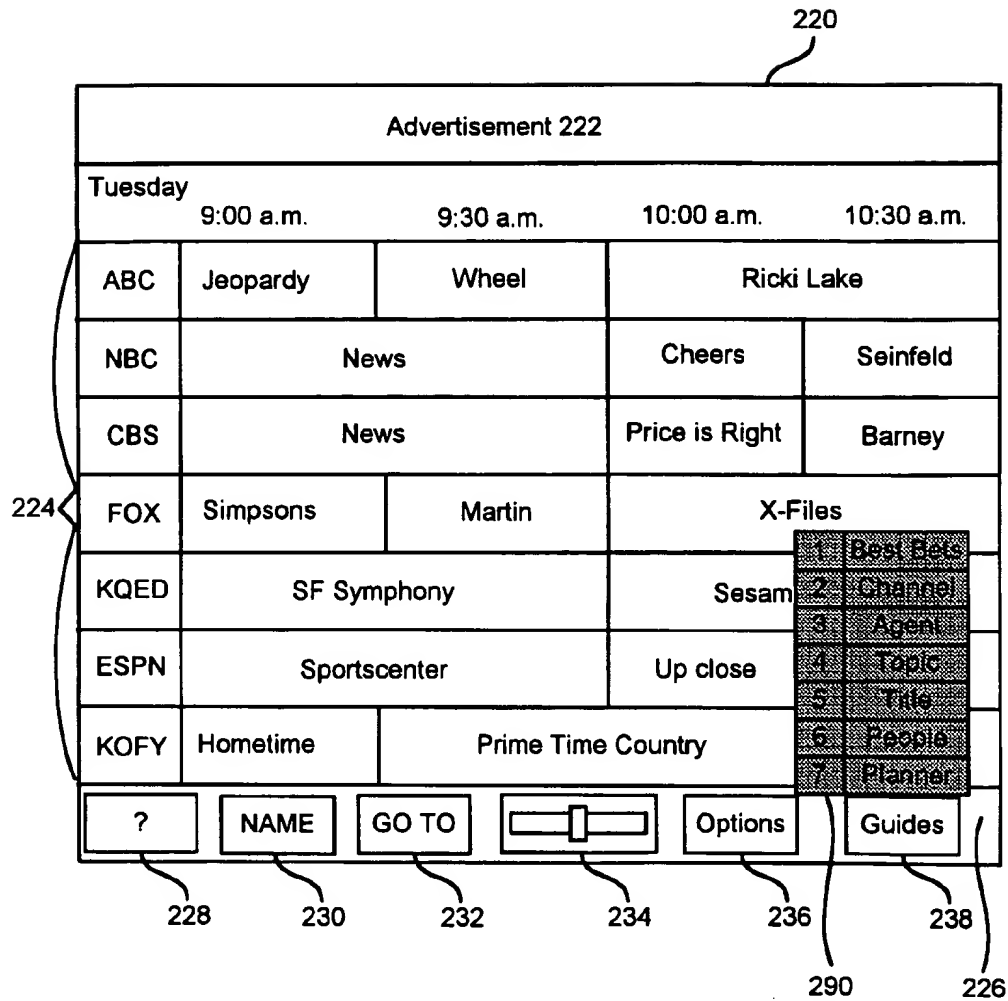 220
Advertisement 222
Tuesday
9:00 a.m. 9:30 a.m. 10:00 a.m. 10:30 a.m.
ABC Jeopardy Wheel Ricki Lake
NBC News Cheers Seinfeld
CBS News Price is Right Barney
224 FOX Simpsons Martin X-Files
1 Best Bets
KQED SF Symphony Sesam 2 Channel
3 Agent
ESPN Sportscenter Up close 4 Topic
5 Title
KOFY Hometime Prime Time Country 6 People
7 Planner
? NAME GO TO Options Guides
228 230 232 234 236 238
290 226